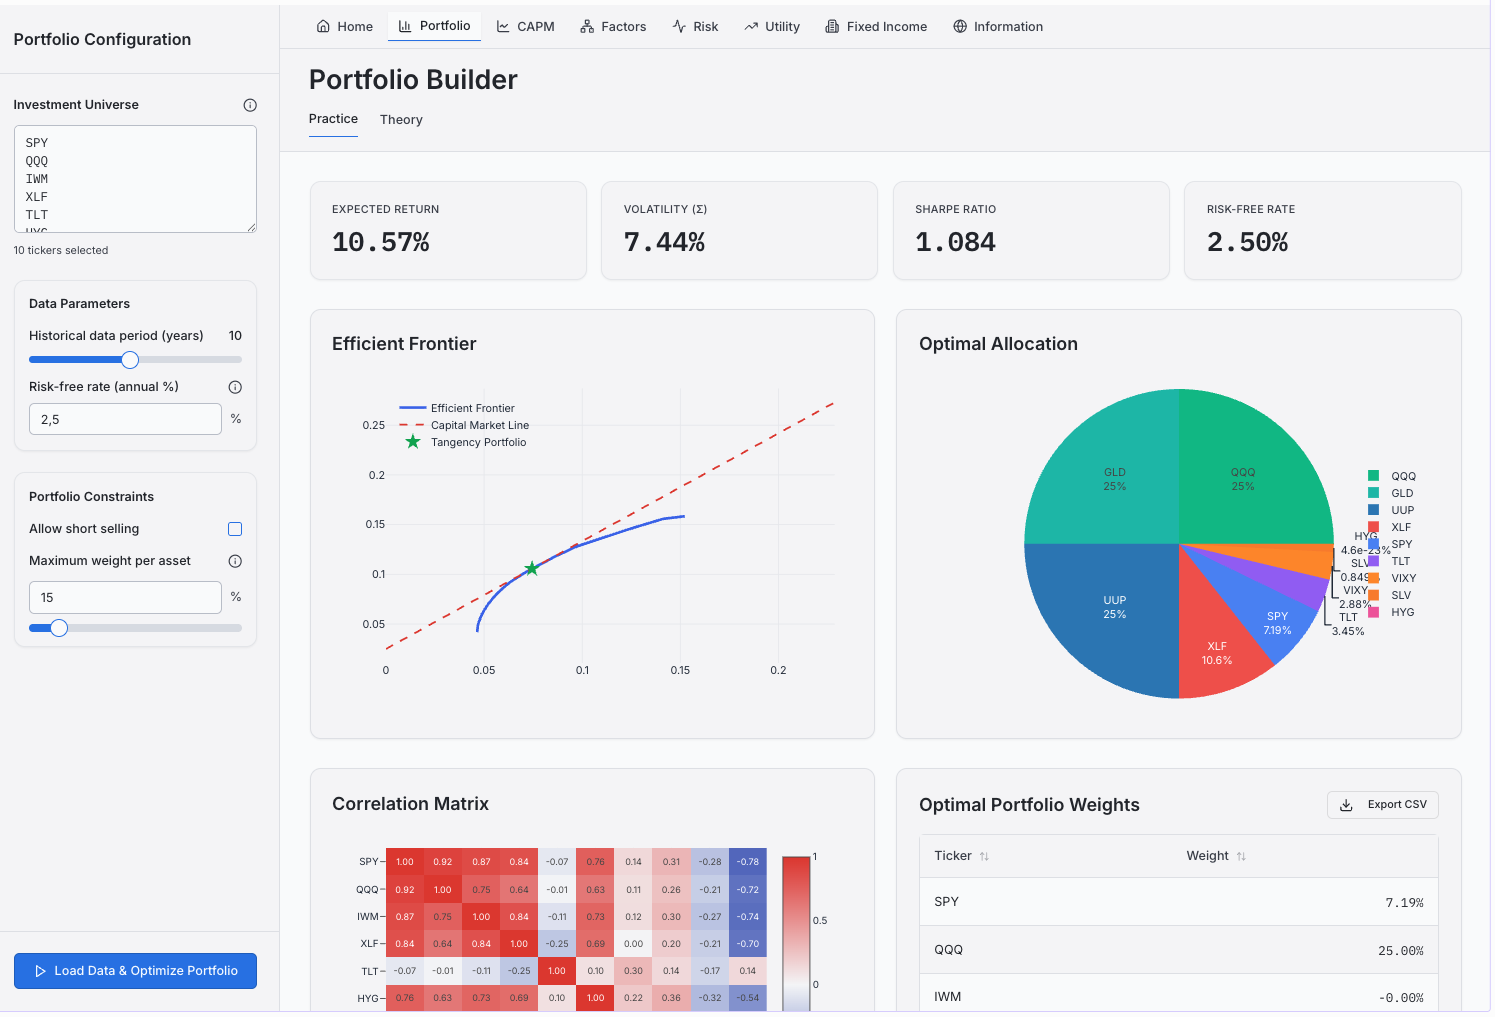 Portfolio Configuration
Investment Universe
SPY
QQQ
IWM
XLF
TLT
HYG
10 tickers selected
Data Parameters
Historical data period (years) 10
Risk-free rate (annual %)
2,5 %
Portfolio Constraints
Allow short selling
Maximum weight per asset
15 %
Load Data & Optimize Portfolio
Home Portfolio CAPM Factors Risk Utility Fixed Income Information
Portfolio Builder
Practice Theory
EXPECTED RETURN
10.57%
VOLATILITY (Σ)
7.44%
SHARPE RATIO
1.084
RISK-FREE RATE
2.50%
Efficient Frontier
Efficient Frontier
Capital Market Line
Tangency Portfolio
0.25
0.2
0.15
0.1
0.05
0 0.05 0.1 0.15 0.2
Optimal Allocation
GLD
25%
QQQ
25%
UUP
25%
XLF
10.6%
SPY
7.19%
HYG
4.6e-23%
SLV
0.849%
VIXY
2.88%
TLT
3.45%
QQQ
GLD
UUP
XLF
SPY
TLT
VIXY
SLV
HYG
Correlation Matrix
SPY 1.00 0.92 0.87 0.84 -0.07 0.76 0.14 0.31 -0.28 -0.78
QQQ 0.92 1.00 0.75 0.64 -0.01 0.63 0.11 0.26 -0.21 -0.72
IWM 0.87 0.75 1.00 0.84 -0.11 0.73 0.12 0.30 -0.27 -0.74
XLF 0.84 0.64 0.84 1.00 -0.25 0.69 0.00 0.20 -0.21 -0.70
TLT -0.07 -0.01 -0.11 -0.25 1.00 0.10 0.30 0.14 -0.17 0.14
HYG 0.76 0.63 0.73 0.69 0.10 1.00 0.22 0.36 -0.32 -0.54
1
0.5
0
Optimal Portfolio Weights
Export CSV
Ticker Weight
SPY 7.19%
QQQ 25.00%
IWM -0.00%